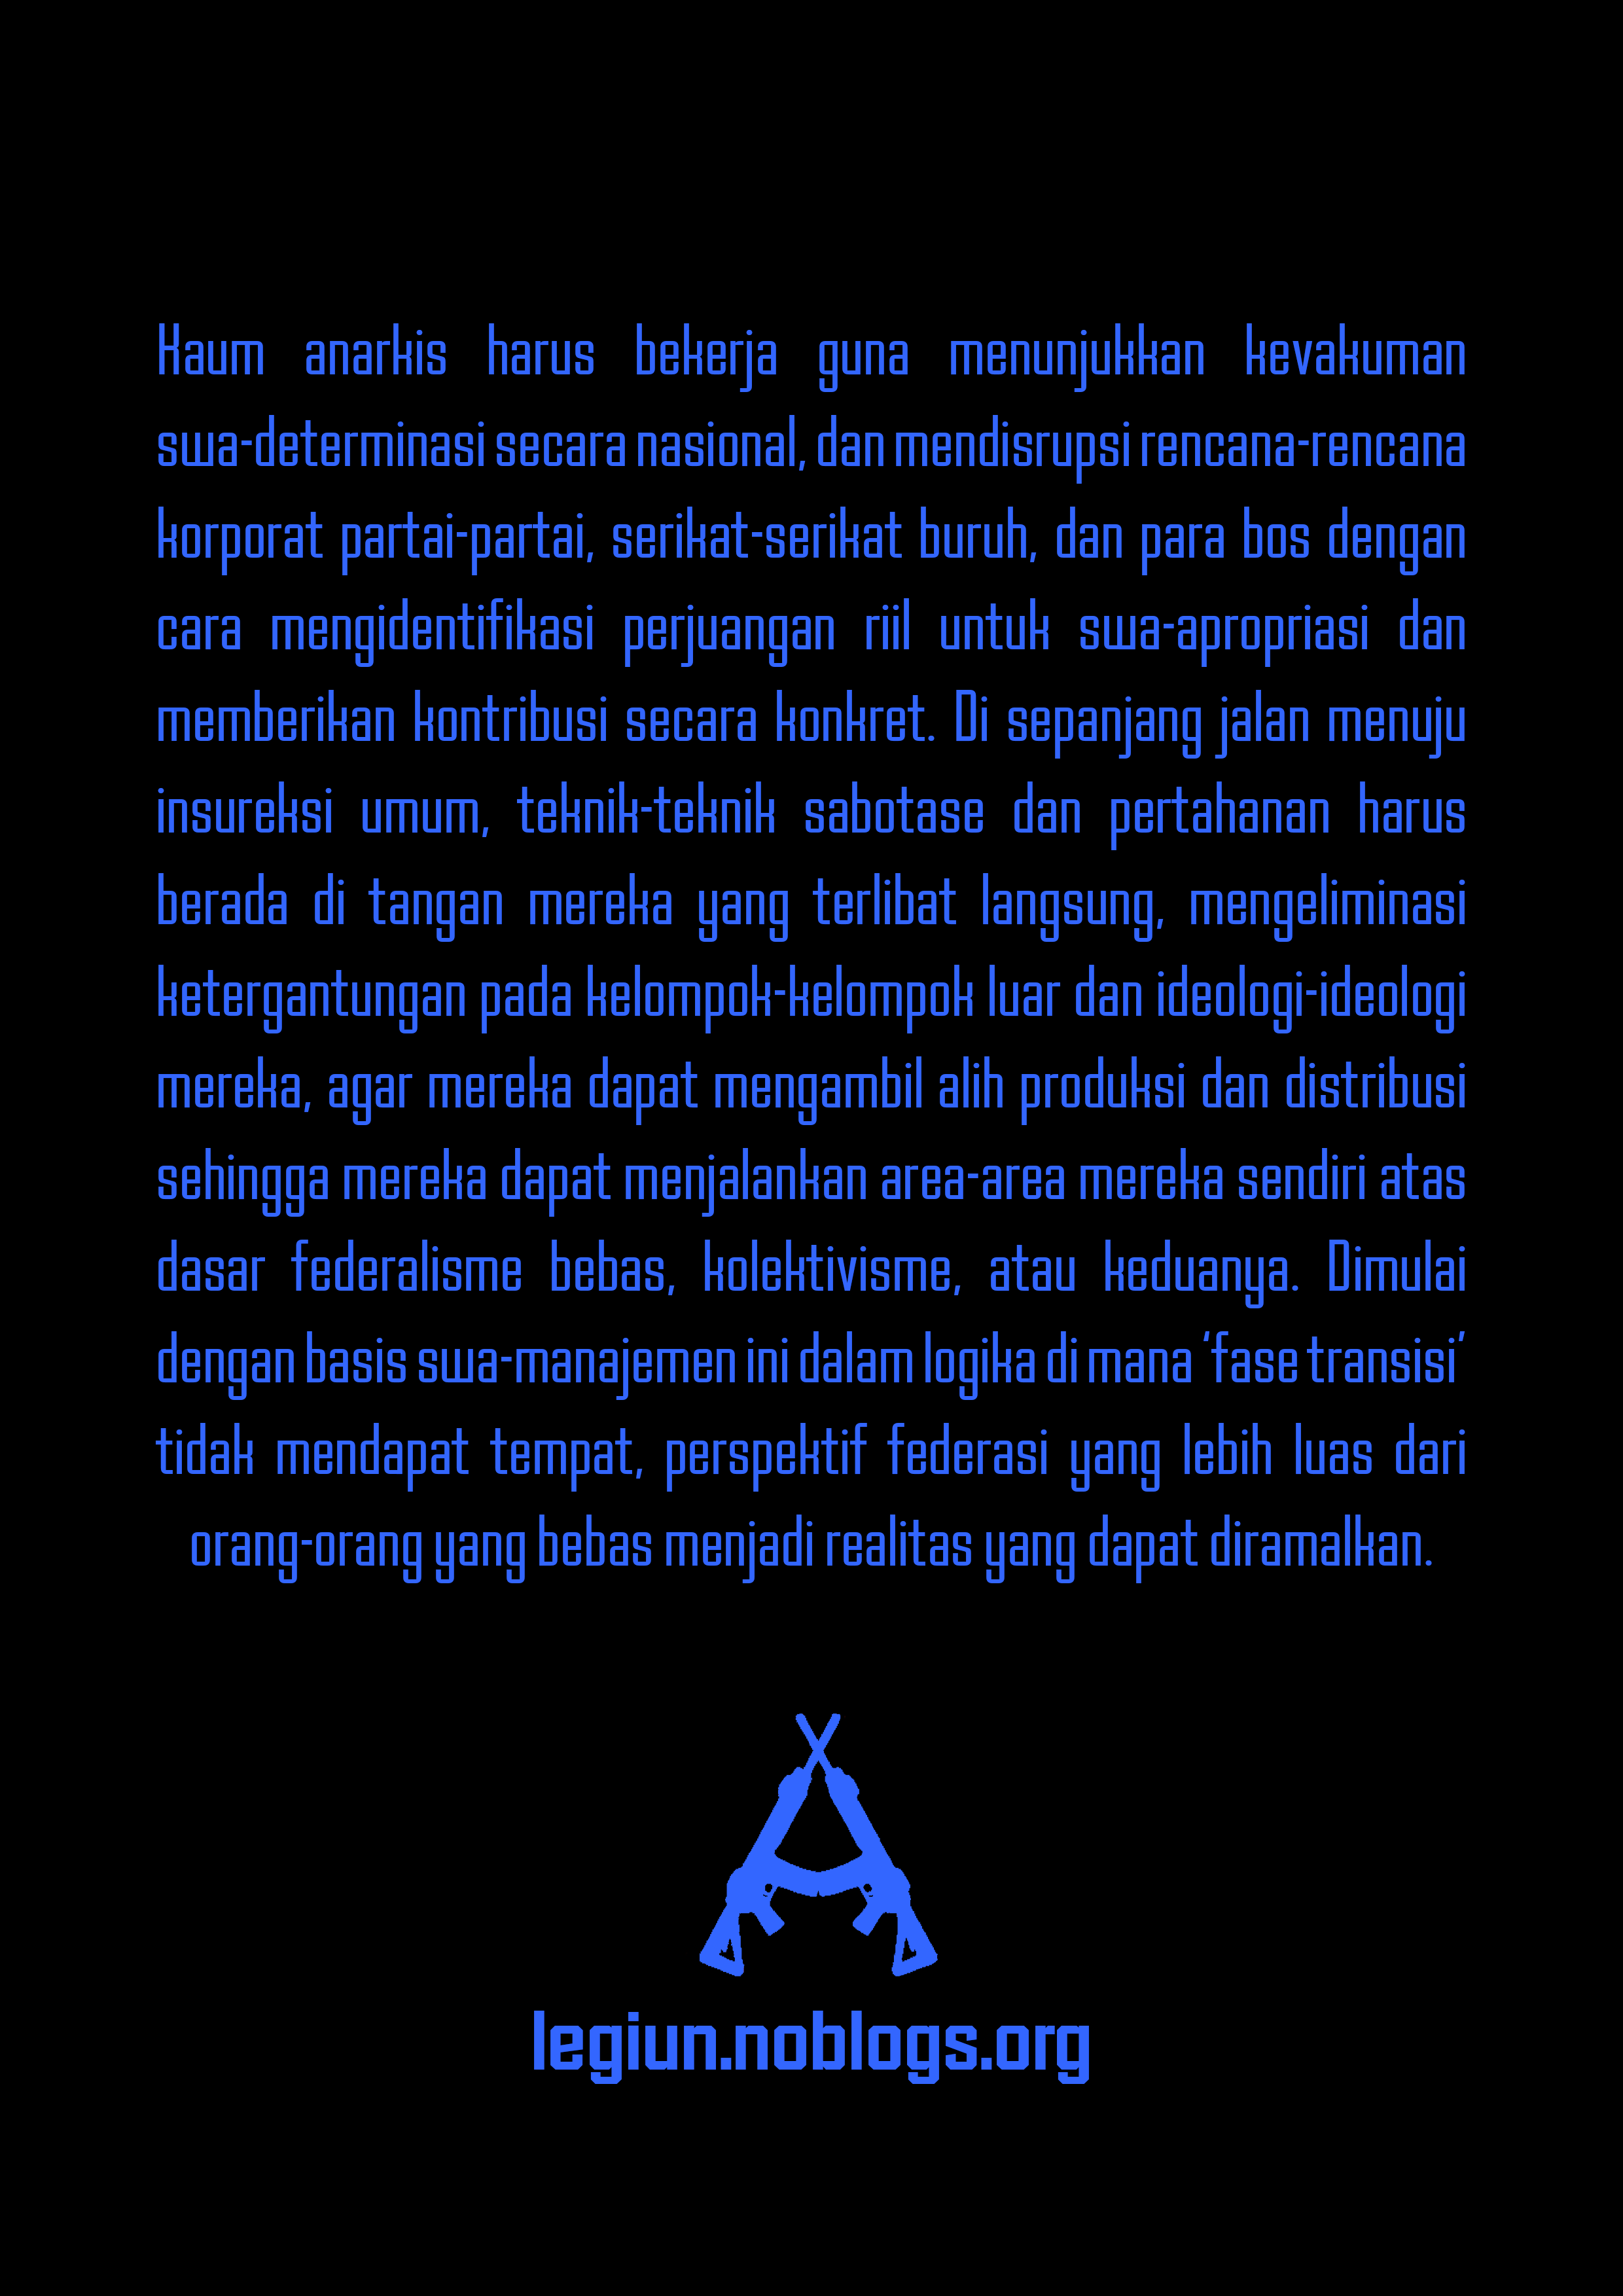 Kaum anarkis harus bekerja guna menunjukkan kevakuman
swa-determinasi secara nasional, dan mendisrupsi rencana-rencana
korporat partai-partai, serikat-serikat buruh, dan para bos dengan
cara mengidentifikasi perjuangan riil untuk swa-apropriasi dan
memberikan kontribusi secara konkret. Di sepanjang jalan menuju
insureksi umum, teknik-teknik sabotase dan pertahanan harus
berada di tangan mereka yang terlibat langsung, mengeliminasi
ketergantungan pada kelompok-kelompok luar dan ideologi-ideologi
mereka, agar mereka dapat mengambil alih produksi dan distribusi
sehingga mereka dapat menjalankan area-area mereka sendiri atas
dasar federalisme bebas, kolektivisme, atau keduanya. Dimulai
dengan basis swa-manajemen ini dalam logika di mana ‘fase transisi’
tidak mendapat tempat, perspektif federasi yang lebih luas dari
orang-orang yang bebas menjadi realitas yang dapat diramalkan.
legiun.noblogs.org